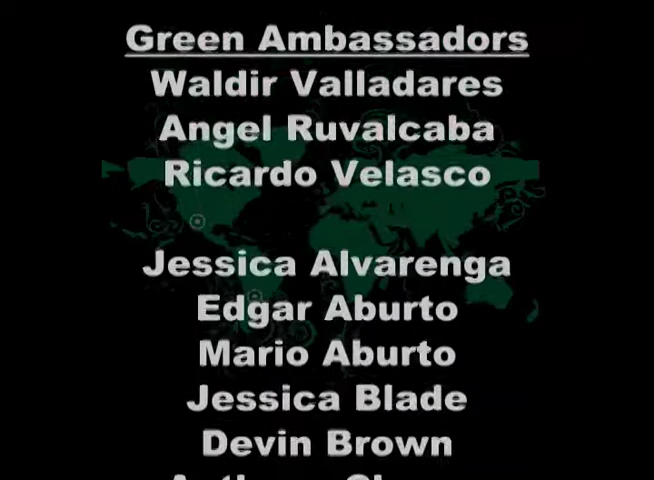 Green Ambassadors
Waldir Valladares
Angel Ruvalcaba
Ricardo Velasco
Jessica Alvarenga
Edgar Aburto
Mario Aburto
Jessica Blade
Devin Brown